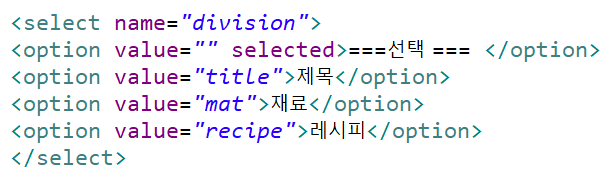 <select name="division">
<option value="" selected>===선택 === </option>
<option value="title">제목</option>
<option value="mat">재료</option>
<option value="recipe">레시피</option>
</select>